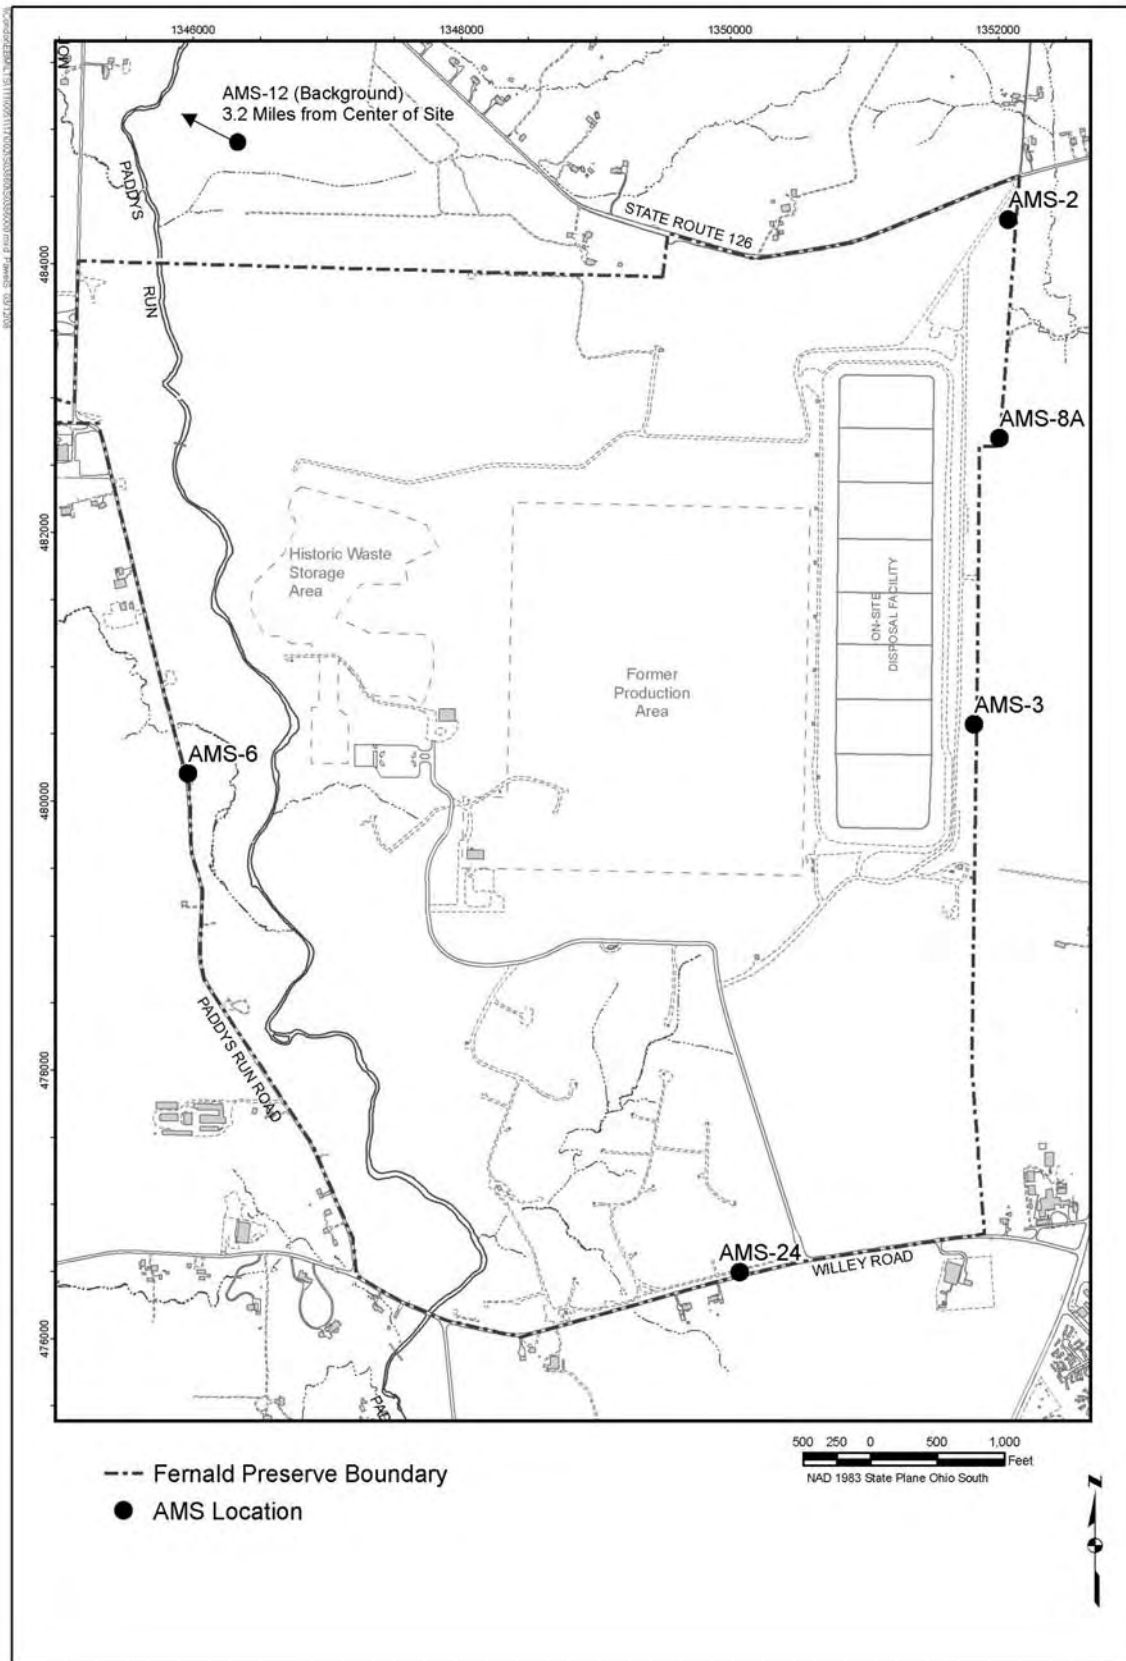 1346000
1348000
1350000
1352000
AMS-12 (Background)
3.2 Miles from Center of Site
PADDYS
RUN
STATE ROUTE 126
AMS-2
484000
AMS-8A
482000
Historic Waste
Storage
Area
ON-SITE
DISPOSAL FACILITY
Former
Production
Area
AMS-3
AMS-6
480000
PADDYS RUN ROAD
478000
AMS-24
WILLEY ROAD
476000
PAD
500 250 0 500 1,000
Feet
NAD 1983 State Plane Ohio South
Fernald Preserve Boundary
AMS Location
Z